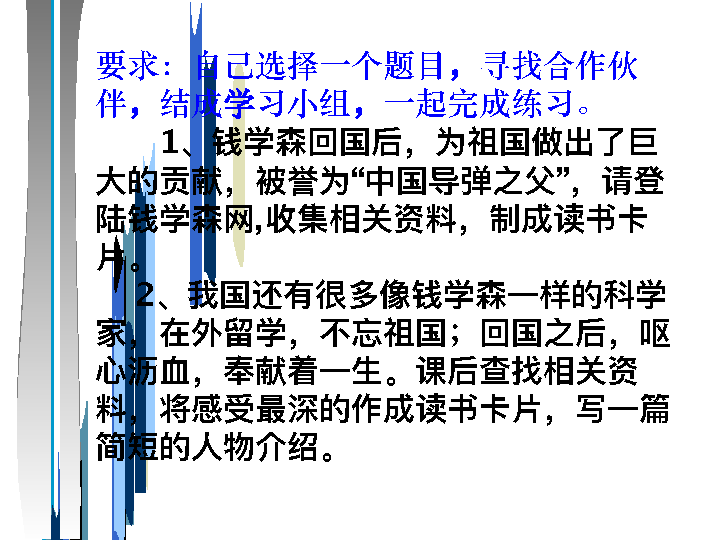 要求：自己选择一个题目，寻找合作伙
伴，结成学习小组，一起完成练习。
1、钱学森回国后，为祖国做出了巨
大的贡献，被誉为“中国导弹之父”，请登
陆钱学森网,收集相关资料，制成读书卡
片。
2、我国还有很多像钱学森一样的科学
家，在外留学，不忘祖国；回国之后，呕
心沥血，奉献着一生。课后查找相关资
料，将感受最深的作成读书卡片，写一篇
简短的人物介绍。